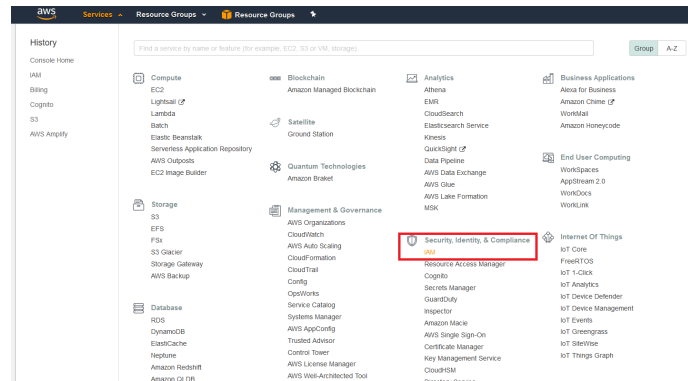 aws
Services
Resource Groups
Resource Groups
History
Console Home
IAM
Billing
Cognito
S3
AWS Amplify
Find a service by name or feature (for example, EC2, S3 or VM, storage).
Group
A-Z
Compute
EC2
Lightsail
Lambda
Batch
Elastic Beanstalk
Serverless Application Repository
AWS Outposts
EC2 Image Builder
Storage
S3
EFS
FSx
S3 Glacier
Storage Gateway
AWS Backup
Database
RDS
DynamoDB
ElastiCache
Neptune
Amazon Redshift
Amazon QLDB
Blockchain
Amazon Managed Blockchain
Satellite
Ground Station
Quantum Technologies
Amazon Braket
Management & Governance
AWS Organizations
CloudWatch
AWS Auto Scaling
CloudFormation
CloudTrail
Config
OpsWorks
Service Catalog
Systems Manager
AWS AppConfig
Trusted Advisor
Control Tower
AWS License Manager
AWS Well-Architected Tool
Analytics
Athena
EMR
CloudSearch
Elasticsearch Service
Kinesis
QuickSight
Data Pipeline
AWS Data Exchange
AWS Glue
AWS Lake Formation
MSK
Security, Identity, & Compliance
IAM
Resource Access Manager
Cognito
Secrets Manager
GuardDuty
Inspector
Amazon Macie
AWS Single Sign-On
Certificate Manager
Key Management Service
CloudHSM
Directory Service
Business Applications
Alexa for Business
Amazon Chime
WorkMail
Amazon Honeycode
End User Computing
WorkSpaces
AppStream 2.0
WorkDocs
WorkLink
Internet Of Things
IoT Core
FreeRTOS
IoT 1-Click
IoT Analytics
IoT Device Defender
IoT Device Management
IoT Events
IoT Greengrass
IoT SiteWise
IoT Things Graph